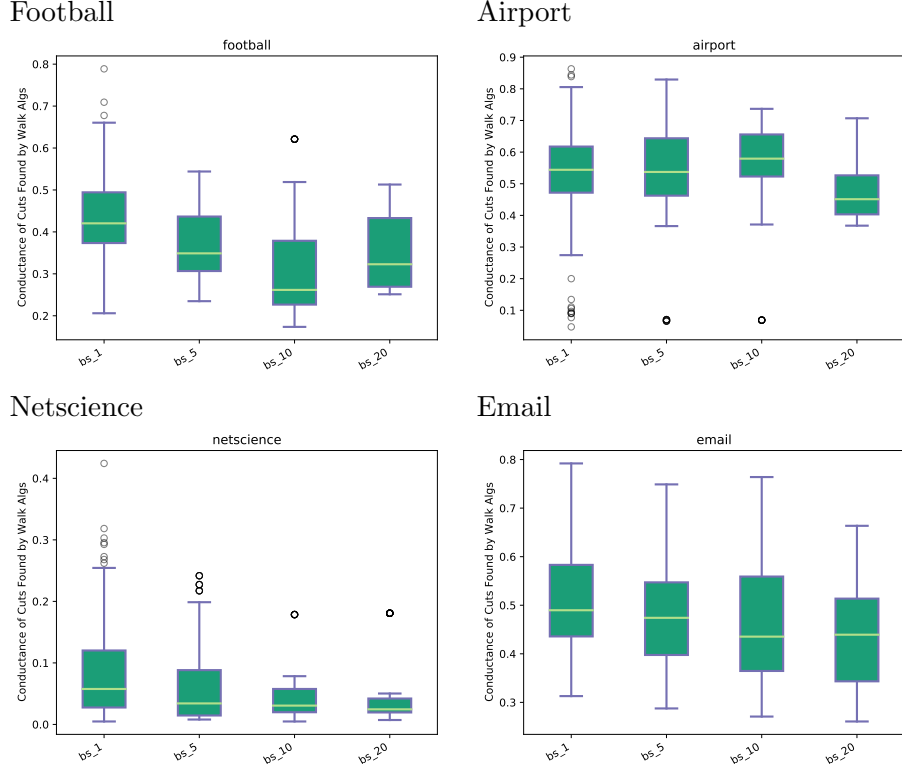 Football
football
Conductance of Cuts Found by Walk Algs
0.8
0.7
0.6
0.5
0.4
0.3
0.2
bs_1
bs_5
bs_10
bs_20
Airport
airport
Conductance of Cuts Found by Walk Algs
0.9
0.8
0.7
0.6
0.5
0.4
0.3
0.2
0.1
bs_1
bs_5
bs_10
bs_20
Netscience
netscience
Conductance of Cuts Found by Walk Algs
0.4
0.3
0.2
0.1
0.0
bs_1
bs_5
bs_10
bs_20
Email
email
Conductance of Cuts Found by Walk Algs
0.8
0.7
0.6
0.5
0.4
0.3
bs_1
bs_5
bs_10
bs_20